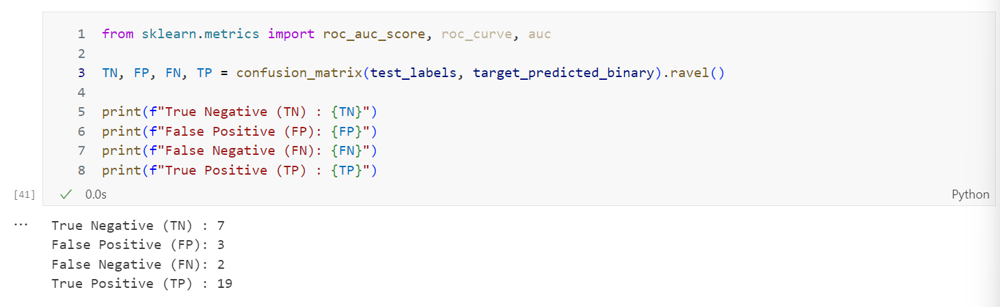 1 from sklearn.metrics import roc_auc_score, roc_curve, auc
2
3 TN, FP, FN, TP = confusion_matrix(test_labels, target_predicted_binary).ravel()
4
5 print(f"True Negative (TN) : {TN}")
6 print(f"False Positive (FP): {FP}")
7 print(f"False Negative (FN): {FN}")
8 print(f"True Positive (TP) : {TP}")
[41] ✓ 0.0s Python
... True Negative (TN) : 7
False Positive (FP): 3
False Negative (FN): 2
True Positive (TP) : 19